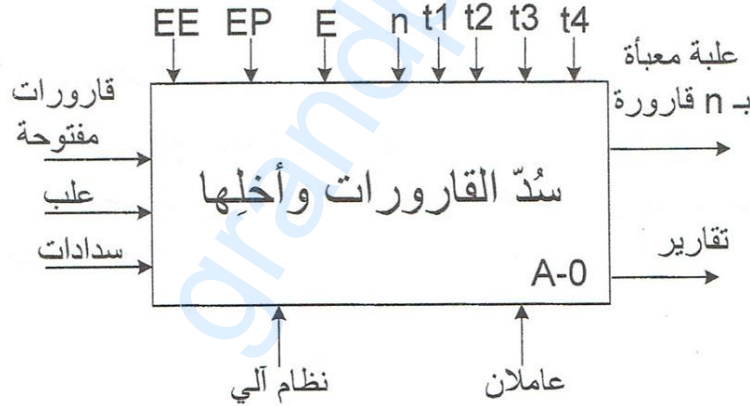 EE EP E n t1 t2 t3 t4
قارورات
مفتوحة
علب
سدادات
سُدّ القارورات وأخلِها
A-0
علبة معبأة
بـ n قارورة
تقارير
نظام آلي
عاملان